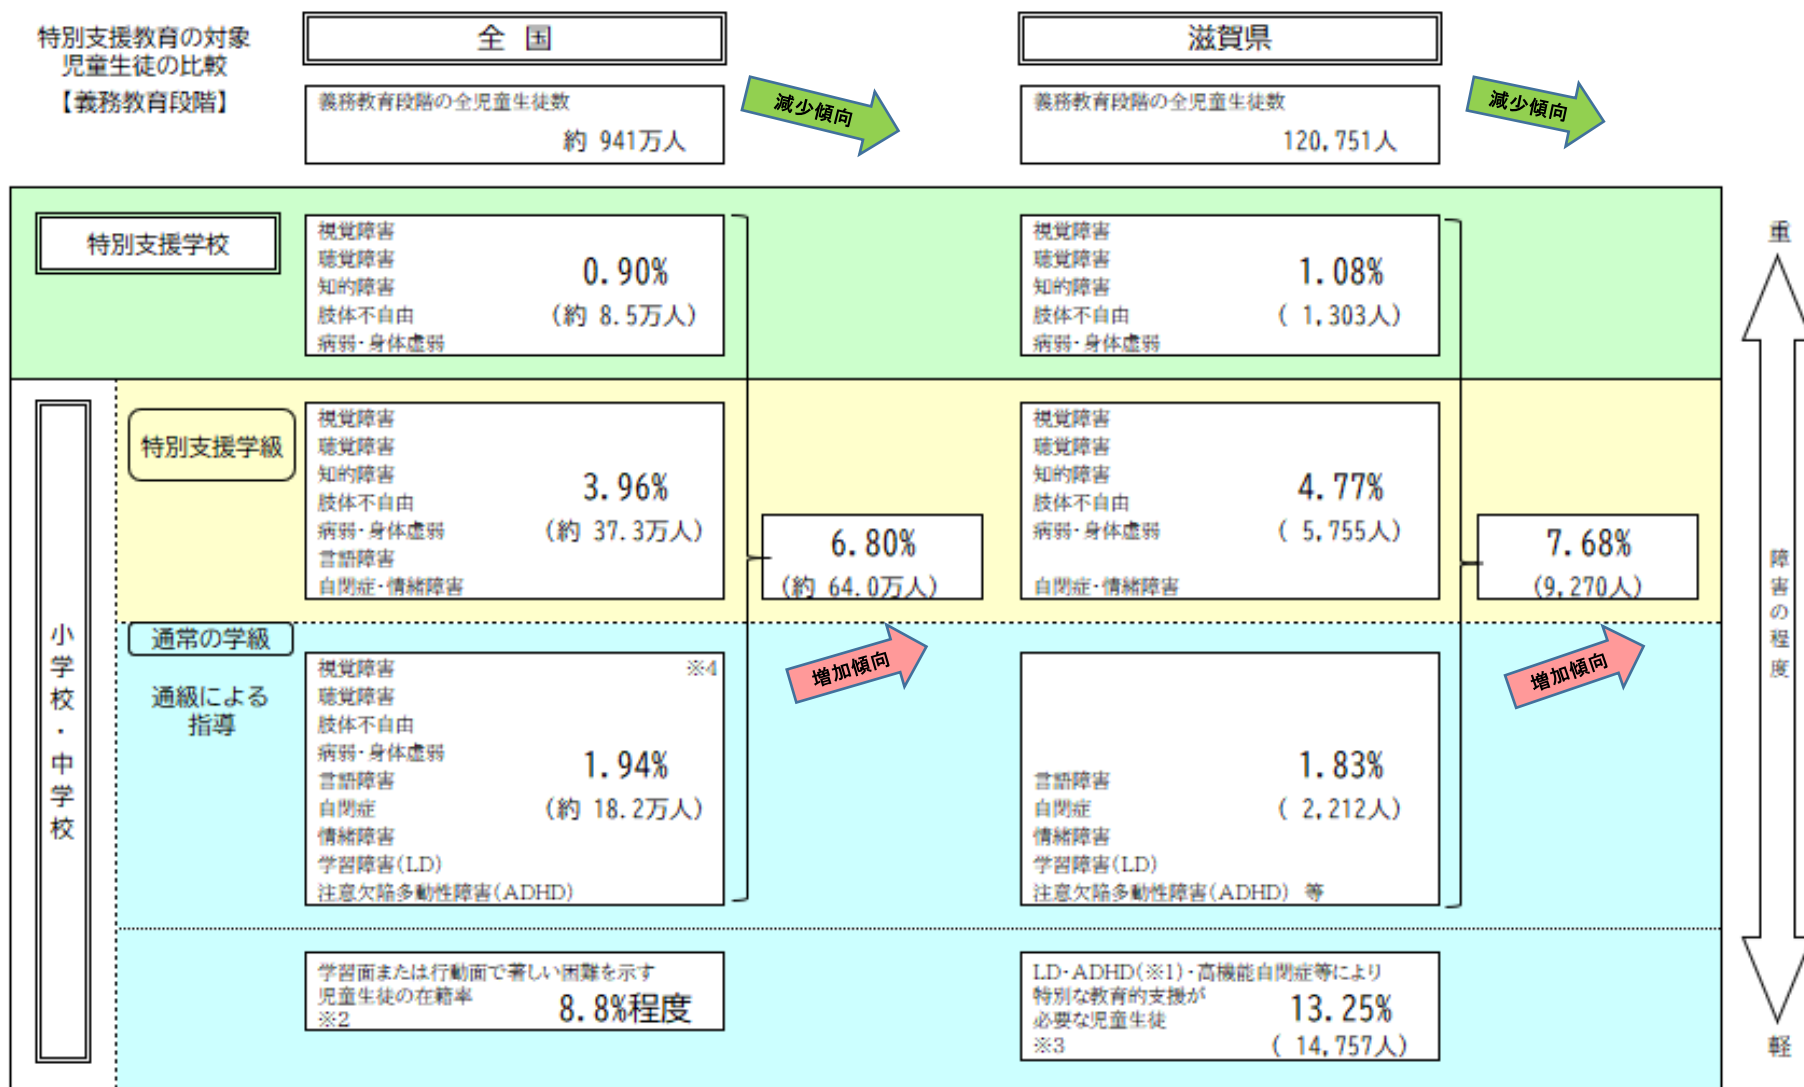 特別支援教育の対象
児童生徒の比較
【義務教育段階】
全 国
滋賀県
義務教育段階の全児童生徒数
約 941万人
減少傾向
義務教育段階の全児童生徒数
120,751人
減少傾向
特別支援学校
視覚障害
聴覚障害
知的障害
肢体不自由
病弱・身体虚弱
0.90%
(約 8.5万人)
視覚障害
聴覚障害
知的障害
肢体不自由
病弱・身体虚弱
1.08%
( 1,303人)
小学校・中学校
特別支援学級
視覚障害
聴覚障害
知的障害
肢体不自由
病弱・身体虚弱
言語障害
自閉症・情緒障害
3.96%
(約 37.3万人)
6.80%
(約 64.0万人)
増加傾向
視覚障害
聴覚障害
知的障害
肢体不自由
病弱・身体虚弱
自閉症・情緒障害
4.77%
( 5,755人)
7.68%
(9,270人)
増加傾向
通常の学級
通級による
指導
視覚障害
※4
聴覚障害
肢体不自由
病弱・身体虚弱
言語障害
自閉症
情緒障害
学習障害(LD)
注意欠陥多動性障害(ADHD)
1.94%
(約 18.2万人)
言語障害
自閉症
情緒障害
学習障害(LD)
注意欠陥多動性障害(ADHD) 等
1.83%
( 2,212人)
学習面または行動面で著しい困難を示す
児童生徒の在籍率
※2
8.8%程度
LD・ADHD(※1)・高機能自閉症等により
特別な教育的支援が
必要な児童生徒
※3
13.25%
( 14,757人)
重
障害の程度
軽